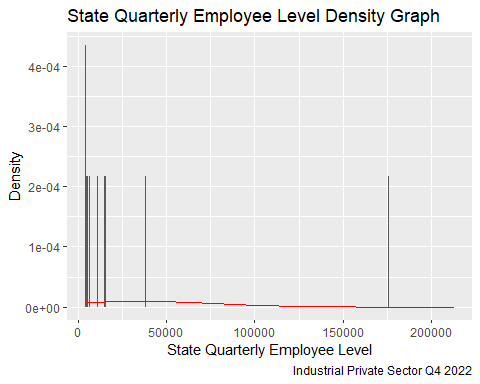 State Quarterly Employee Level Density Graph
4e-04
3e-04
2e-04
1e-04
0e+00
Density
0 50000 100000 150000 200000
State Quarterly Employee Level
Industrial Private Sector Q4 2022